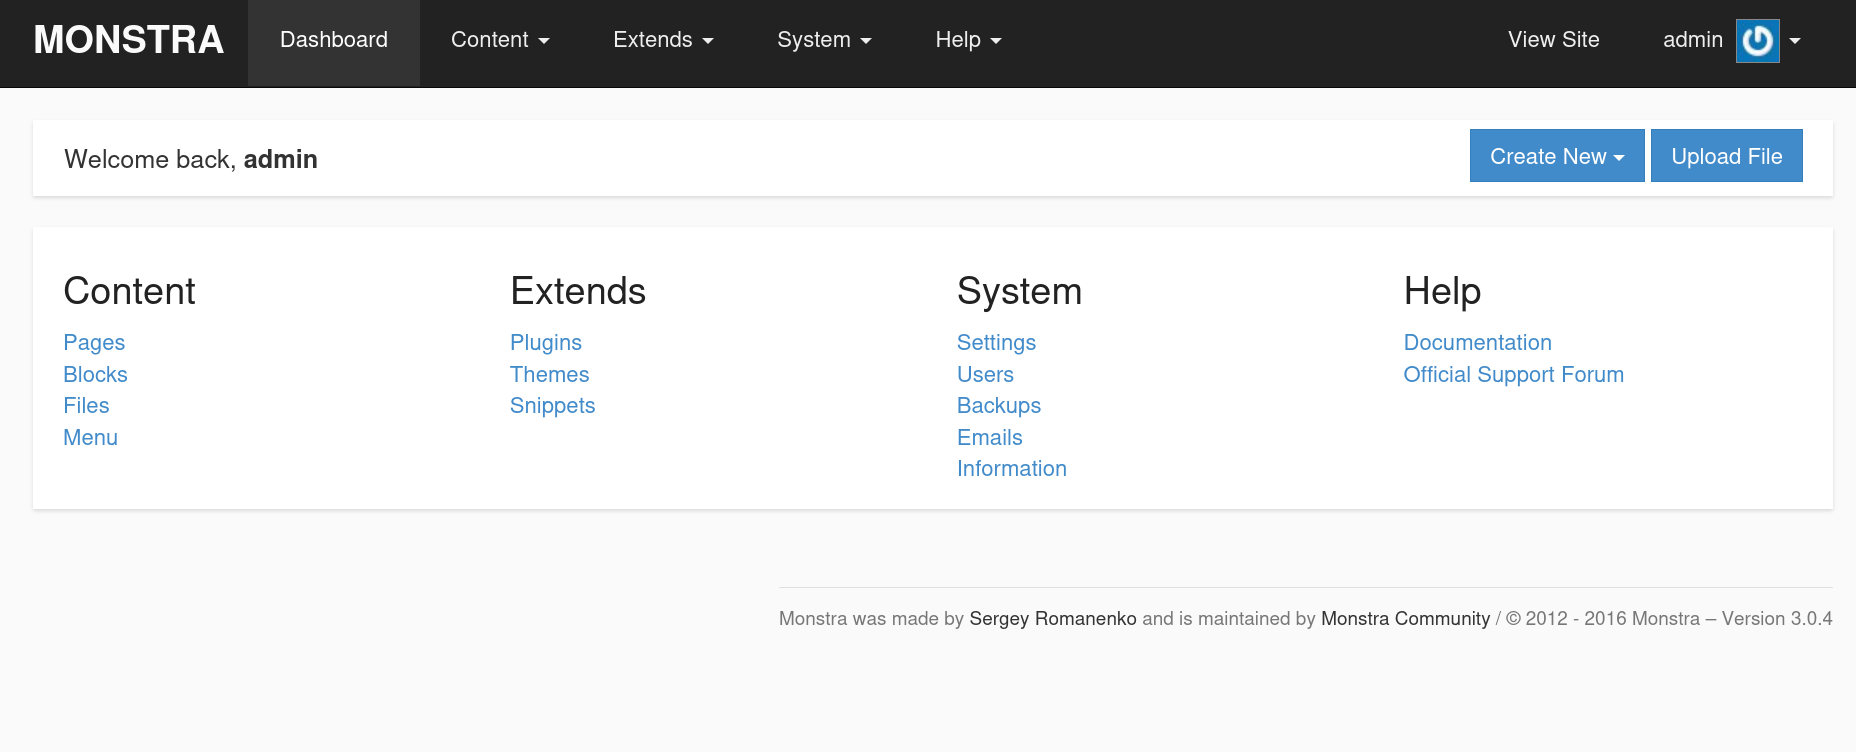 MONSTRA Dashboard Content Extends System Help View Site admin
Welcome back, admin Create New Upload File
Content
Pages
Blocks
Files
Menu
Extends
Plugins
Themes
Snippets
System
Settings
Users
Backups
Emails
Information
Help
Documentation
Official Support Forum
Monstra was made by Sergey Romanenko and is maintained by Monstra Community / © 2012 - 2016 Monstra – Version 3.0.4